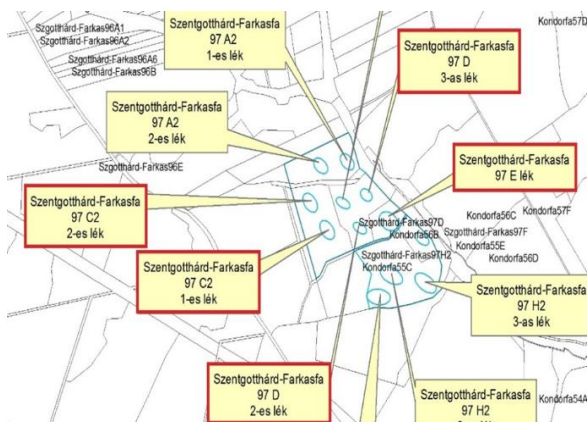 Szgotthárd-Farkas96A1
Szgotthárd-Farkas96A2
Szgotthárd-Farkas96A6
Szgotthárd-Farkas96B
Szentgotthárd-Farkasfa
97 A2
1-es lék
Kondorfa57D
Szentgotthárd-Farkasfa
97 D
3-as lék
Szentgotthárd-Farkasfa
97 A2
2-es lék
Szgotthárd-Farkas96E
Szentgotthárd-Farkasfa
97 E lék
Szentgotthárd-Farkasfa
97 C2
2-es lék
Szgotthárd-Farkas97D
Kondorfa56B
Kondorfa56C
Kondorfa57F
Szgotthárd-Farkas97F
Kondorfa55E
Kondorfa56D
Szgotthárd-Farkas97H2
Kondorfa55C
Szentgotthárd-Farkasfa
97 C2
1-es lék
Szentgotthárd-Farkasfa
97 H2
3-as lék
Szentgotthárd-Farkasfa
97 D
2-es lék
Szentgotthárd-Farkasfa
97 H2
Kondorfa54A